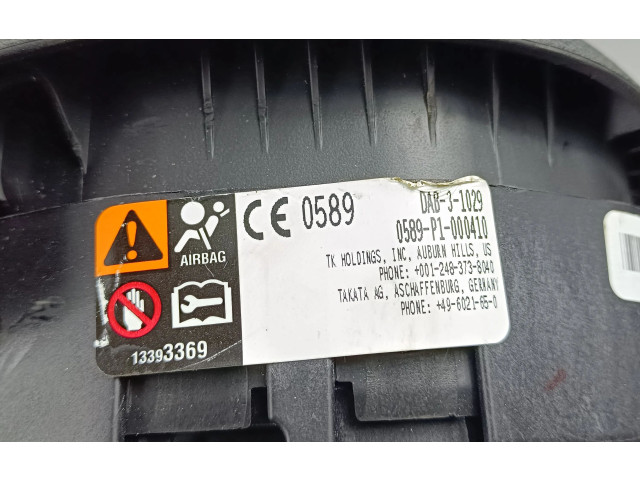 AIRBAG
13393369
CE 0589
DAB-3-1029
0589-P1-000410
TK HOLDINGS, INC, AUBURN HILLS, US
PHONE: +001-248-373-8040
TAKATA AG, ASCHAFFENBURG, GERMANY
PHONE: +49-6021-65-0